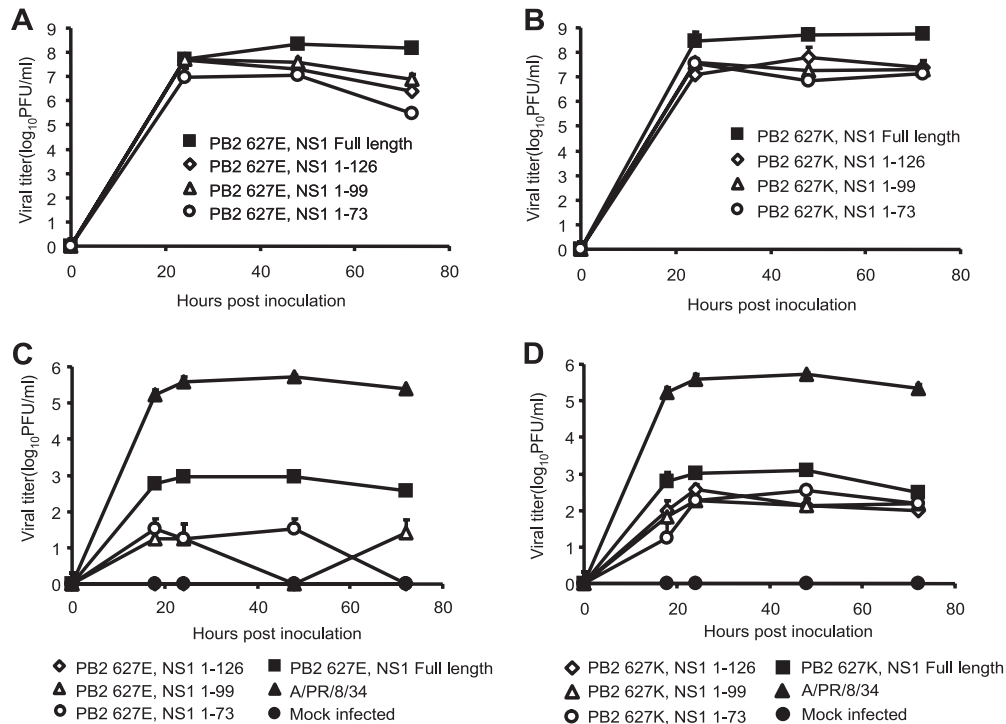 A
Viral titer(log10PFU/ml)
9
8
7
6
5
4
3
2
1
0
PB2 627E, NS1 Full length
PB2 627E, NS1 1-126
PB2 627E, NS1 1-99
PB2 627E, NS1 1-73
0 20 40 60 80
Hours post inoculation
B
Viral titer(log10PFU/ml)
9
8
7
6
5
4
3
2
1
0
PB2 627K, NS1 Full length
PB2 627K, NS1 1-126
PB2 627K, NS1 1-99
PB2 627K, NS1 1-73
0 20 40 60 80
Hours post inoculation
C
Viral titer(log10PFU/ml)
6
5
4
3
2
1
0
0 20 40 60 80
Hours post inoculation
PB2 627E, NS1 1-126
PB2 627E, NS1 1-99
PB2 627E, NS1 1-73
PB2 627E, NS1 Full length
A/PR/8/34
Mock infected
D
Viral titer(log10PFU/ml)
6
5
4
3
2
1
0
0 20 40 60 80
Hours post inoculation
PB2 627K, NS1 1-126
PB2 627K, NS1 1-99
PB2 627K, NS1 1-73
PB2 627K, NS1 Full length
A/PR/8/34
Mock infected